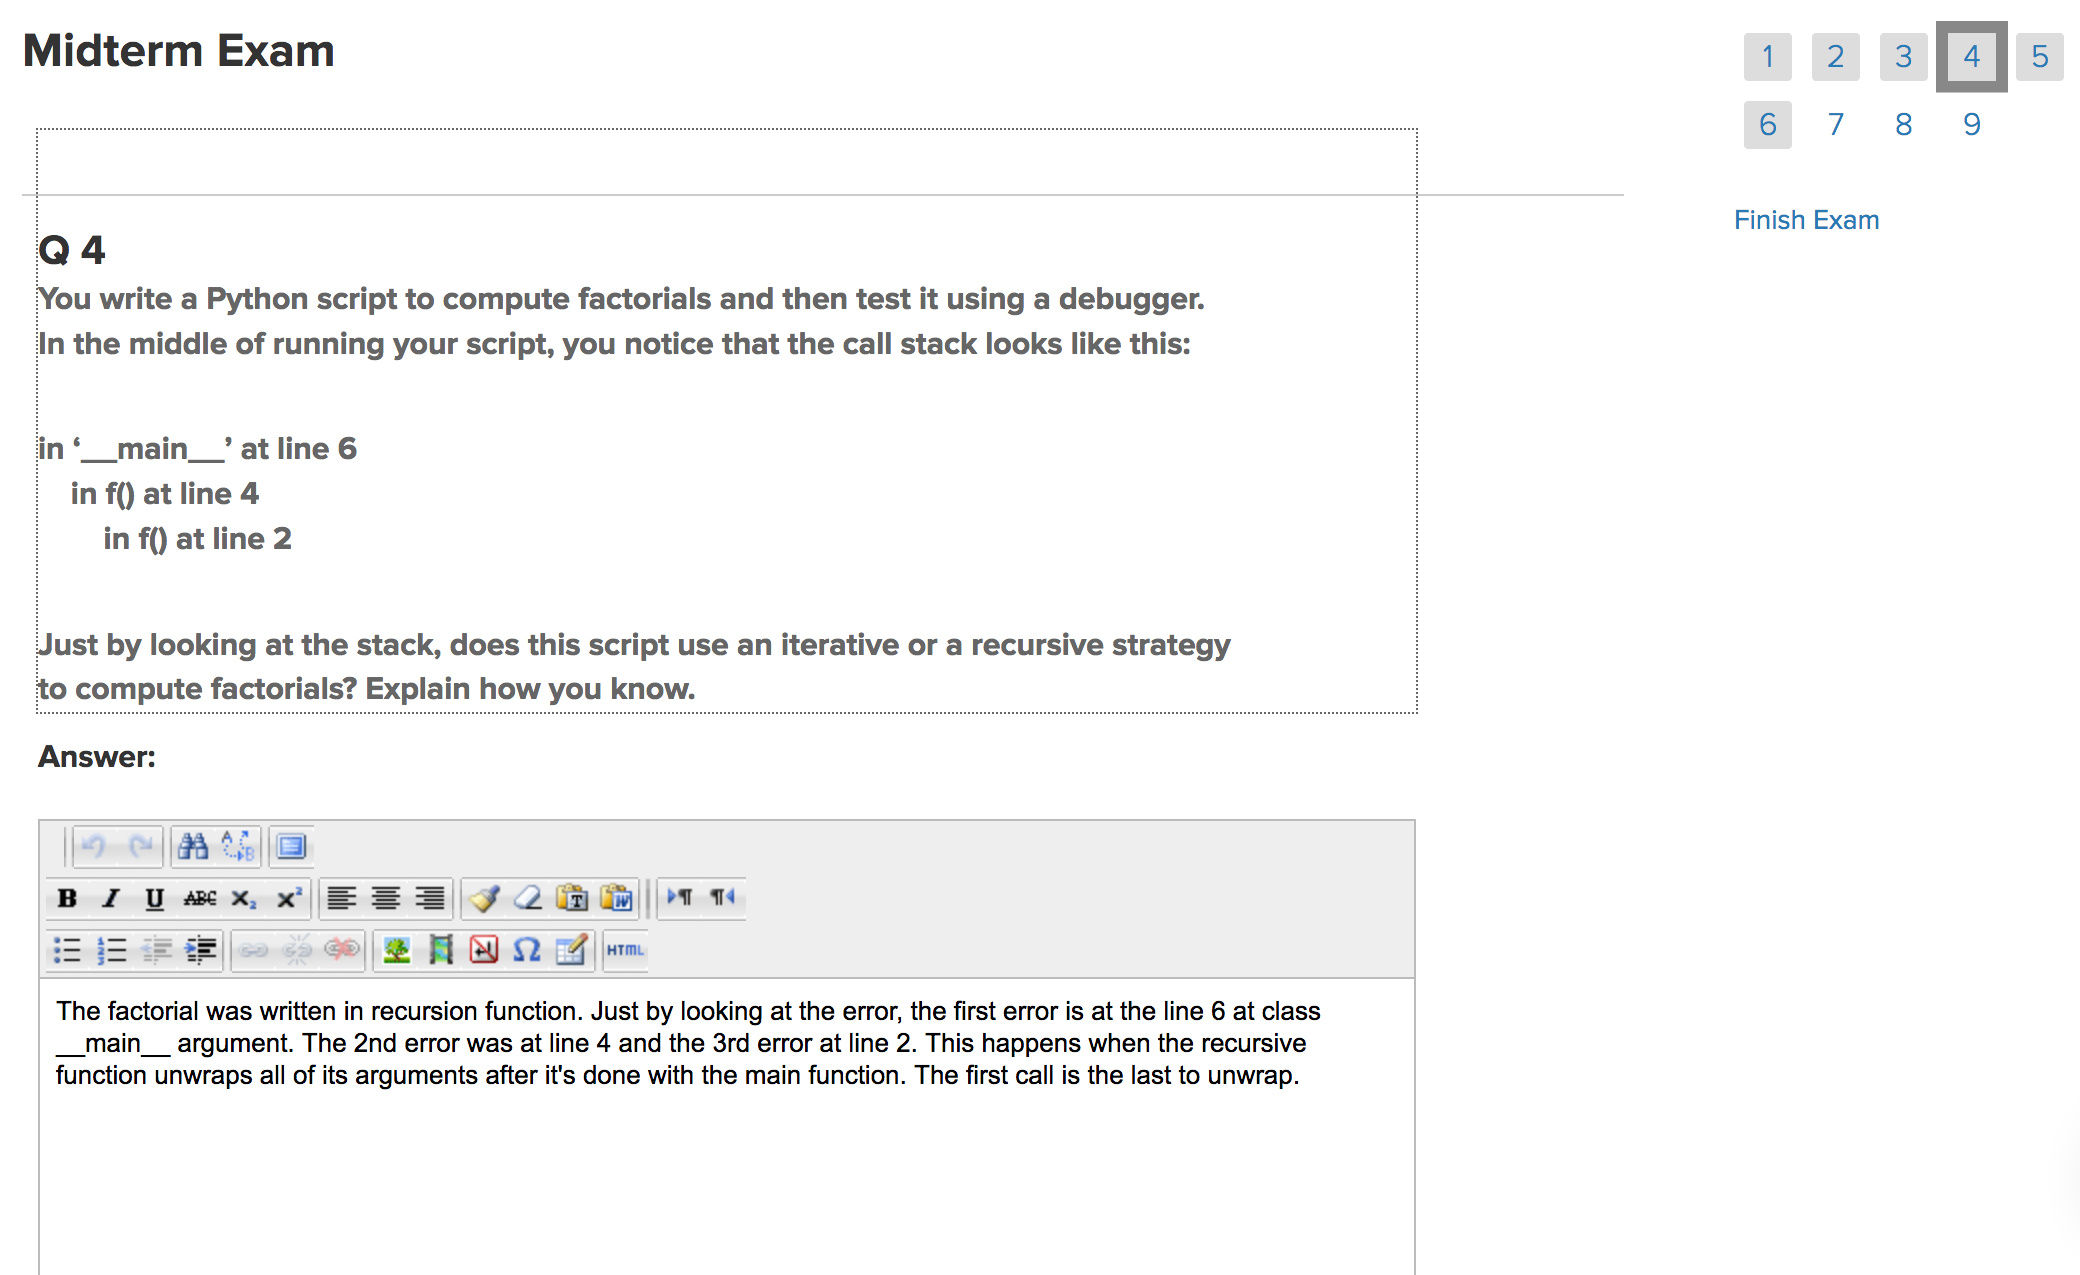 Midterm Exam
1 2 3 4 5
6 7 8 9
Finish Exam
Q 4
You write a Python script to compute factorials and then test it using a debugger.
In the middle of running your script, you notice that the call stack looks like this:
in ‘__main__’ at line 6
in f() at line 4
in f() at line 2
Just by looking at the stack, does this script use an iterative or a recursive strategy
to compute factorials? Explain how you know.
Answer:
A B
B I U ABC X₂ X² T W ¶ ¶
1 2 3 Ω HTML
The factorial was written in recursion function. Just by looking at the error, the first error is at the line 6 at class
__main__ argument. The 2nd error was at line 4 and the 3rd error at line 2. This happens when the recursive
function unwraps all of its arguments after it's done with the main function. The first call is the last to unwrap.